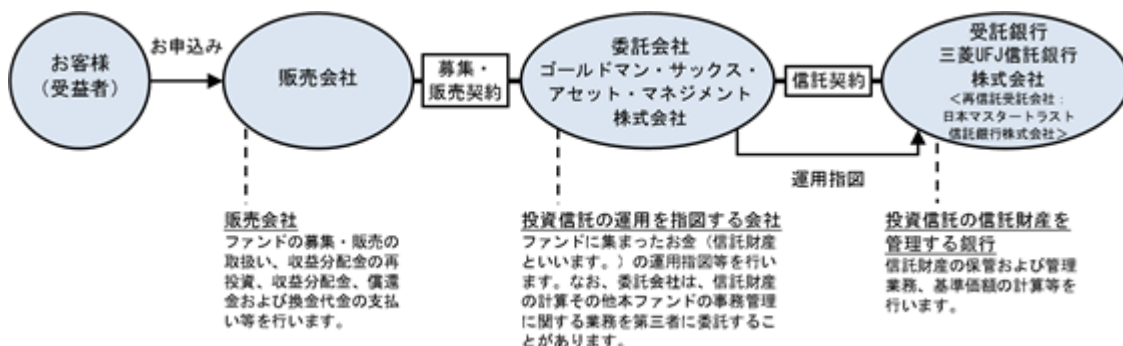 お客様
（受益者）
お申込み
販売会社
募集・
販売契約
委託会社
ゴールドマン・サックス・
アセット・マネジメント
株式会社
信託契約
受託銀行
三菱UFJ信託銀行
株式会社
＜再信託受託会社：
日本マスタートラスト
信託銀行株式会社＞
運用指図
販売会社
ファンドの募集・販売の
取扱い、収益分配金の再
投資、収益分配金、償還
金および換金代金の支払
い等を行います。
投資信託の運用を指図する会社
ファンドに集まったお金（信託財産
といいます。）の運用指図等を行い
ます。なお、委託会社は、信託財産
の計算その他本ファンドの事務管理
に関する業務を第三者に委託するこ
とがあります。
投資信託の信託財産を
管理する銀行
信託財産の保管および管理
業務、基準価額の計算等を
行います。